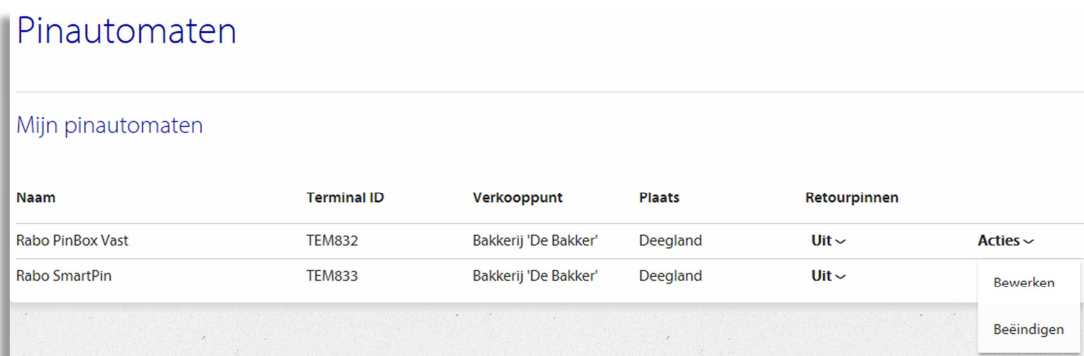 Pinautomaten
Mijn pinautomaten
Naam Terminal ID Verkooppunt Plaats Retourpinnen
Rabo PinBox Vast TEM832 Bakkerij 'De Bakker' Deegland Uit Acties
Rabo SmartPin TEM833 Bakkerij 'De Bakker' Deegland Uit
Bewerken
Beëindigen